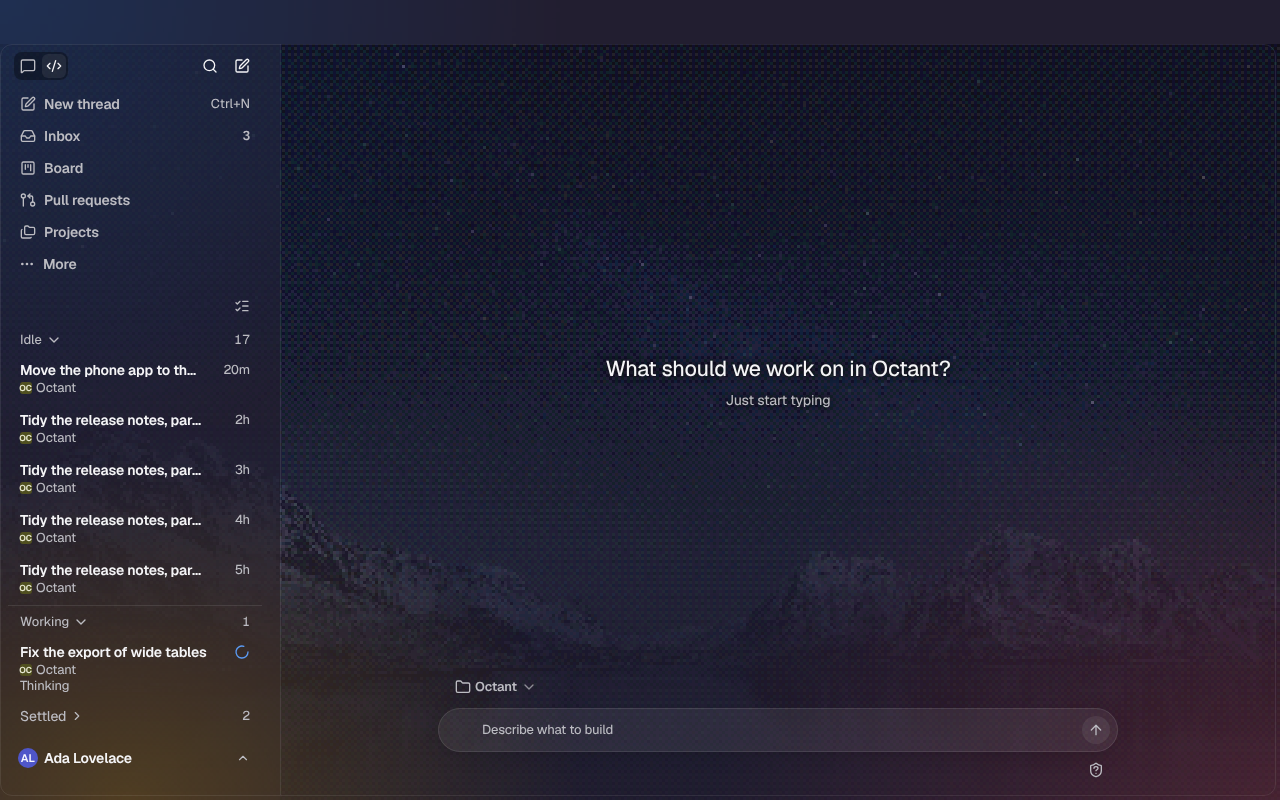 New thread Ctrl+N
Inbox 3
Board
Pull requests
Projects
More
Idle 17
Move the phone app to th... 20m
OC Octant
Tidy the release notes, par... 2h
OC Octant
Tidy the release notes, par... 3h
OC Octant
Tidy the release notes, par... 4h
OC Octant
Tidy the release notes, par... 5h
OC Octant
Working 1
Fix the export of wide tables
OC Octant
Thinking
Settled 2
AL Ada Lovelace
What should we work on in Octant?
Just start typing
Octant
Describe what to build